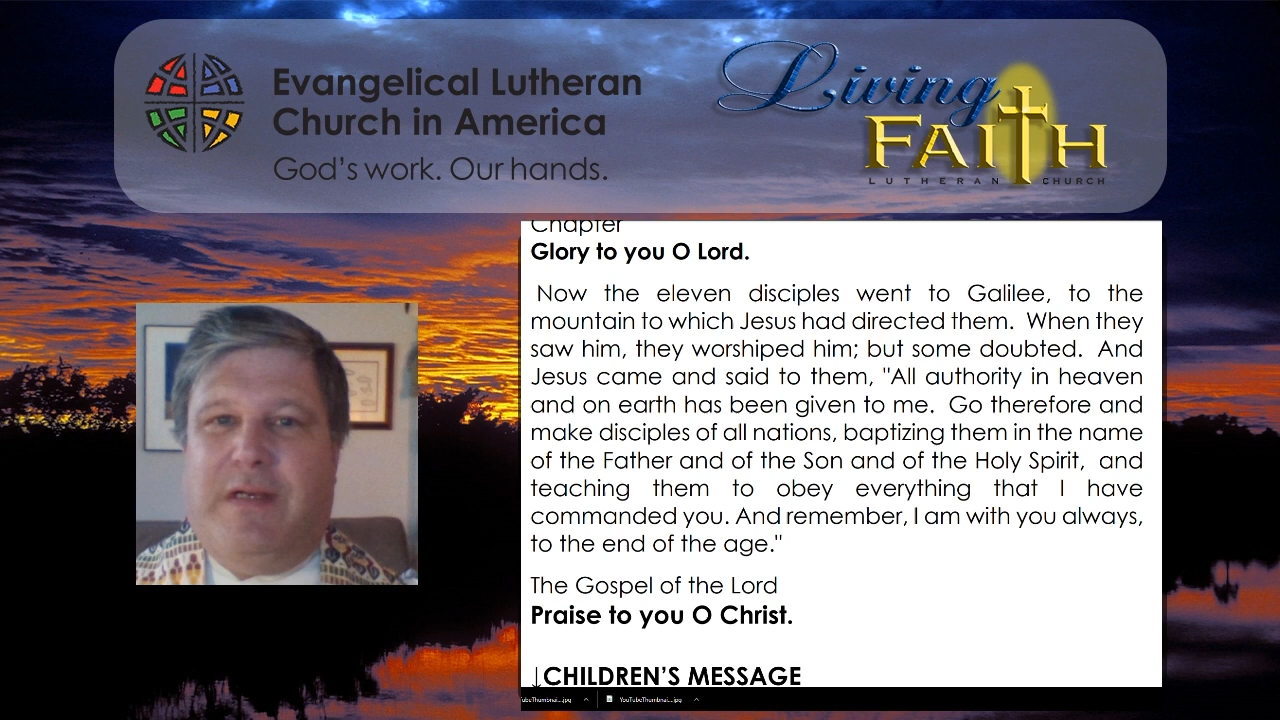 Evangelical Lutheran
Church in America
God's work. Our hands.
Living
FAITH
LUTHERAN CHURCH
Chapter
Glory to you O Lord.
Now the eleven disciples went to Galilee, to the
mountain to which Jesus had directed them. When they
saw him, they worshiped him; but some doubted. And
Jesus came and said to them, "All authority in heaven
and on earth has been given to me. Go therefore and
make disciples of all nations, baptizing them in the name
of the Father and of the Son and of the Holy Spirit, and
teaching them to obey everything that I have
commanded you. And remember, I am with you always,
to the end of the age."
The Gospel of the Lord
Praise to you O Christ.
↓CHILDREN'S MESSAGE
ubeThumbnai....jpg YouTubeThumbnai....jpg